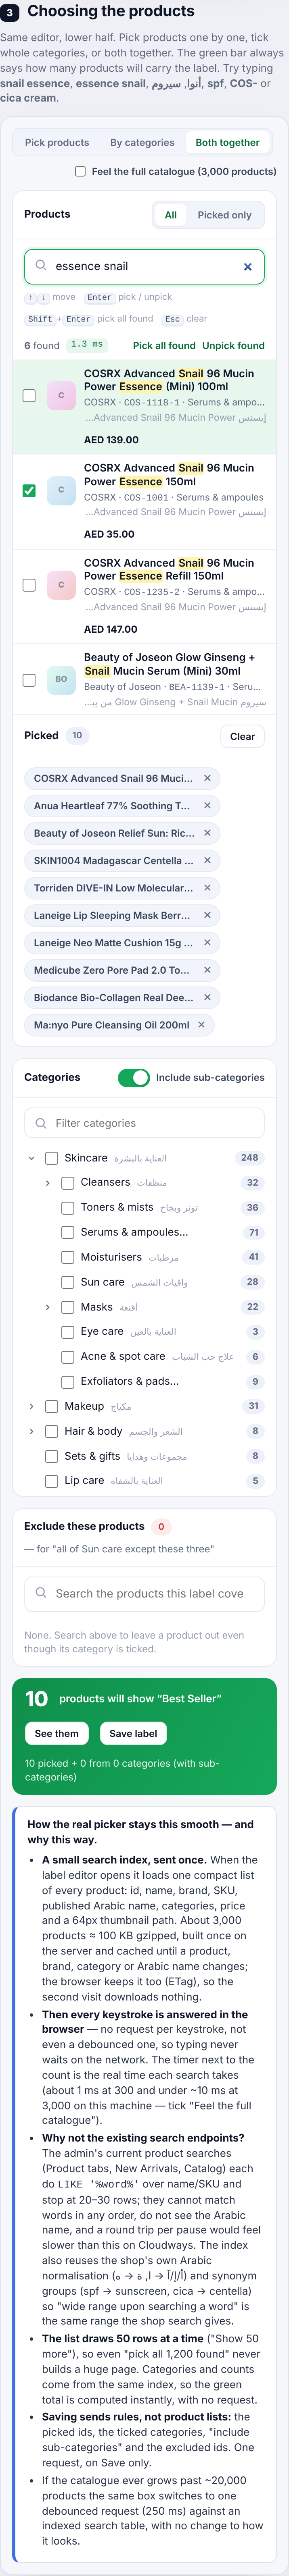 3 Choosing the products
Same editor, lower half. Pick products one by one, tick
whole categories, or both together. The green bar always
says how many products will carry the label. Try typing
snail essence, essence snail, أنوا, سيروم, spf, COS- or
cica cream.
Pick products By categories Both together
Feel the full catalogue (3,000 products)
Products All Picked only
essence snail ×
↑ ↓ move Enter pick / unpick
Shift+Enter pick all found Esc clear
6 found 1.3 ms Pick all found Unpick found
C
COSRX Advanced Snail 96 Mucin
Power Essence (Mini) 100ml
COSRX · COS-1118-1 · Serums & ampo...
...Advanced Snail 96 Mucin Power إيسنس
AED 139.00
C
COSRX Advanced Snail 96 Mucin
Power Essence 150ml
COSRX · COS-1001 · Serums & ampoules
...Advanced Snail 96 Mucin Power إيسنس
AED 35.00
C
COSRX Advanced Snail 96 Mucin
Power Essence Refill 150ml
COSRX · COS-1235-2 · Serums & ampo...
...Advanced Snail 96 Mucin Power إيسنس
AED 147.00
BO
Beauty of Joseon Glow Ginseng +
Snail Mucin Serum (Mini) 30ml
Beauty of Joseon · BEA-1139-1 · Seru...
سيروم Glow Ginseng + Snail Mucin من بيـ...
Picked 10 Clear
COSRX Advanced Snail 96 Muci... ×
Anua Heartleaf 77% Soothing T... ×
Beauty of Joseon Relief Sun: Ric... ×
SKIN1004 Madagascar Centella ... ×
Torriden DIVE-IN Low Molecular... ×
Laneige Lip Sleeping Mask Berr... ×
Laneige Neo Matte Cushion 15g ... ×
Medicube Zero Pore Pad 2.0 To... ×
Biodance Bio-Collagen Real Dee... ×
Ma:nyo Pure Cleansing Oil 200ml ×
Categories Include sub-categories
Filter categories
Skincare العناية بالبشرة 248
Cleansers منظفات 32
Toners & mists تونر وبخاخ 36
Serums & ampoules... 71
Moisturisers مرطبات 41
Sun care واقيات الشمس 28
Masks أقنعة 22
Eye care العناية بالعين 3
Acne & spot care علاج حب الشباب 6
Exfoliators & pads... 9
Makeup مكياج 31
Hair & body الشعر والجسم 8
Sets & gifts مجموعات وهدايا 8
Lip care العناية بالشفاه 5
Exclude these products 0
— for "all of Sun care except these three"
Search the products this label cove
None. Search above to leave a product out even
though its category is ticked.
10 products will show “Best Seller”
See them Save label
10 picked + 0 from 0 categories (with sub-
categories)
How the real picker stays this smooth — and
why this way.
• A small search index, sent once. When the
label editor opens it loads one compact list
of every product: id, name, brand, SKU,
published Arabic name, categories, price
and a 64px thumbnail path. About 3,000
products ≈ 100 KB gzipped, built once on
the server and cached until a product,
brand, category or Arabic name changes;
the browser keeps it too (ETag), so the
second visit downloads nothing.
• Then every keystroke is answered in the
browser — no request per keystroke, not
even a debounced one, so typing never
waits on the network. The timer next to the
count is the real time each search takes
(about 1 ms at 300 and under ~10 ms at
3,000 on this machine — tick "Feel the full
catalogue").
• Why not the existing search endpoints?
The admin's current product searches
(Product tabs, New Arrivals, Catalog) each
do LIKE '%word%' over name/SKU and
stop at 20–30 rows; they cannot match
words in any order, do not see the Arabic
name, and a round trip per pause would feel
slower than this on Cloudways. The index
also reuses the shop's own Arabic
normalisation (أ/إ/آ → ا, ة → ه) and synonym
groups (spf → sunscreen, cica → centella)
so "wide range upon searching a word" is
the same range the shop search gives.
• The list draws 50 rows at a time ("Show 50
more"), so even "pick all 1,200 found" never
builds a huge page. Categories and counts
come from the same index, so the green
total is computed instantly, with no request.
• Saving sends rules, not product lists: the
picked ids, the ticked categories, "include
sub-categories" and the excluded ids. One
request, on Save only.
• If the catalogue ever grows past ~20,000
products the same box switches to one
debounced request (250 ms) against an
indexed search table, with no change to how
it looks.